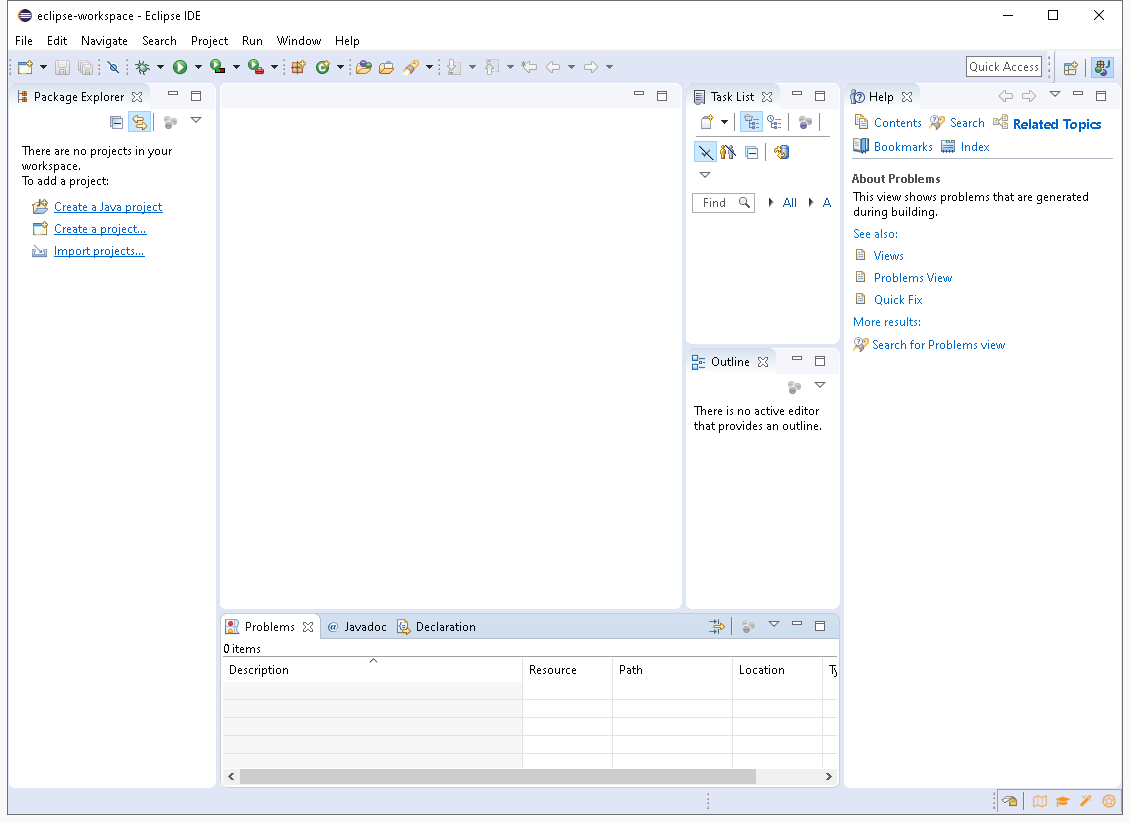 eclipse-workspace - Eclipse IDE
File Edit Navigate Search Project Run Window Help
Quick Access
Package Explorer
There are no projects in your
workspace.
To add a project:
Create a Java project
Create a project...
Import projects...
Task List
Find All A
Outline
There is no active editor
that provides an outline.
Help
Contents Search Related Topics
Bookmarks Index
About Problems
This view shows problems that are generated
during building.
See also:
Views
Problems View
Quick Fix
More results:
Search for Problems view
Problems @ Javadoc Declaration
0 items
Description Resource Path Location Ty